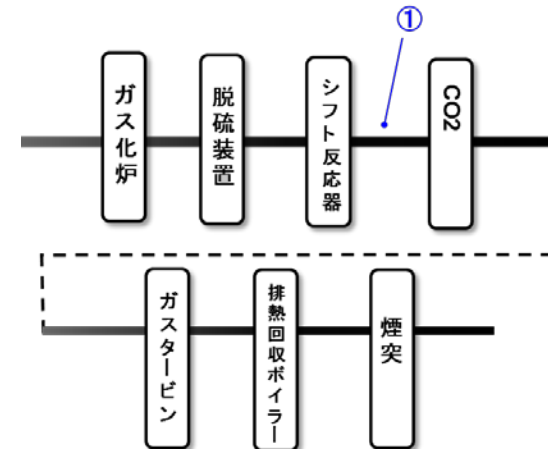 ①
ガス化炉
脱硫装置
シフト反応器
CO2
ガスタービン
排熱回収ボイラー
煙突